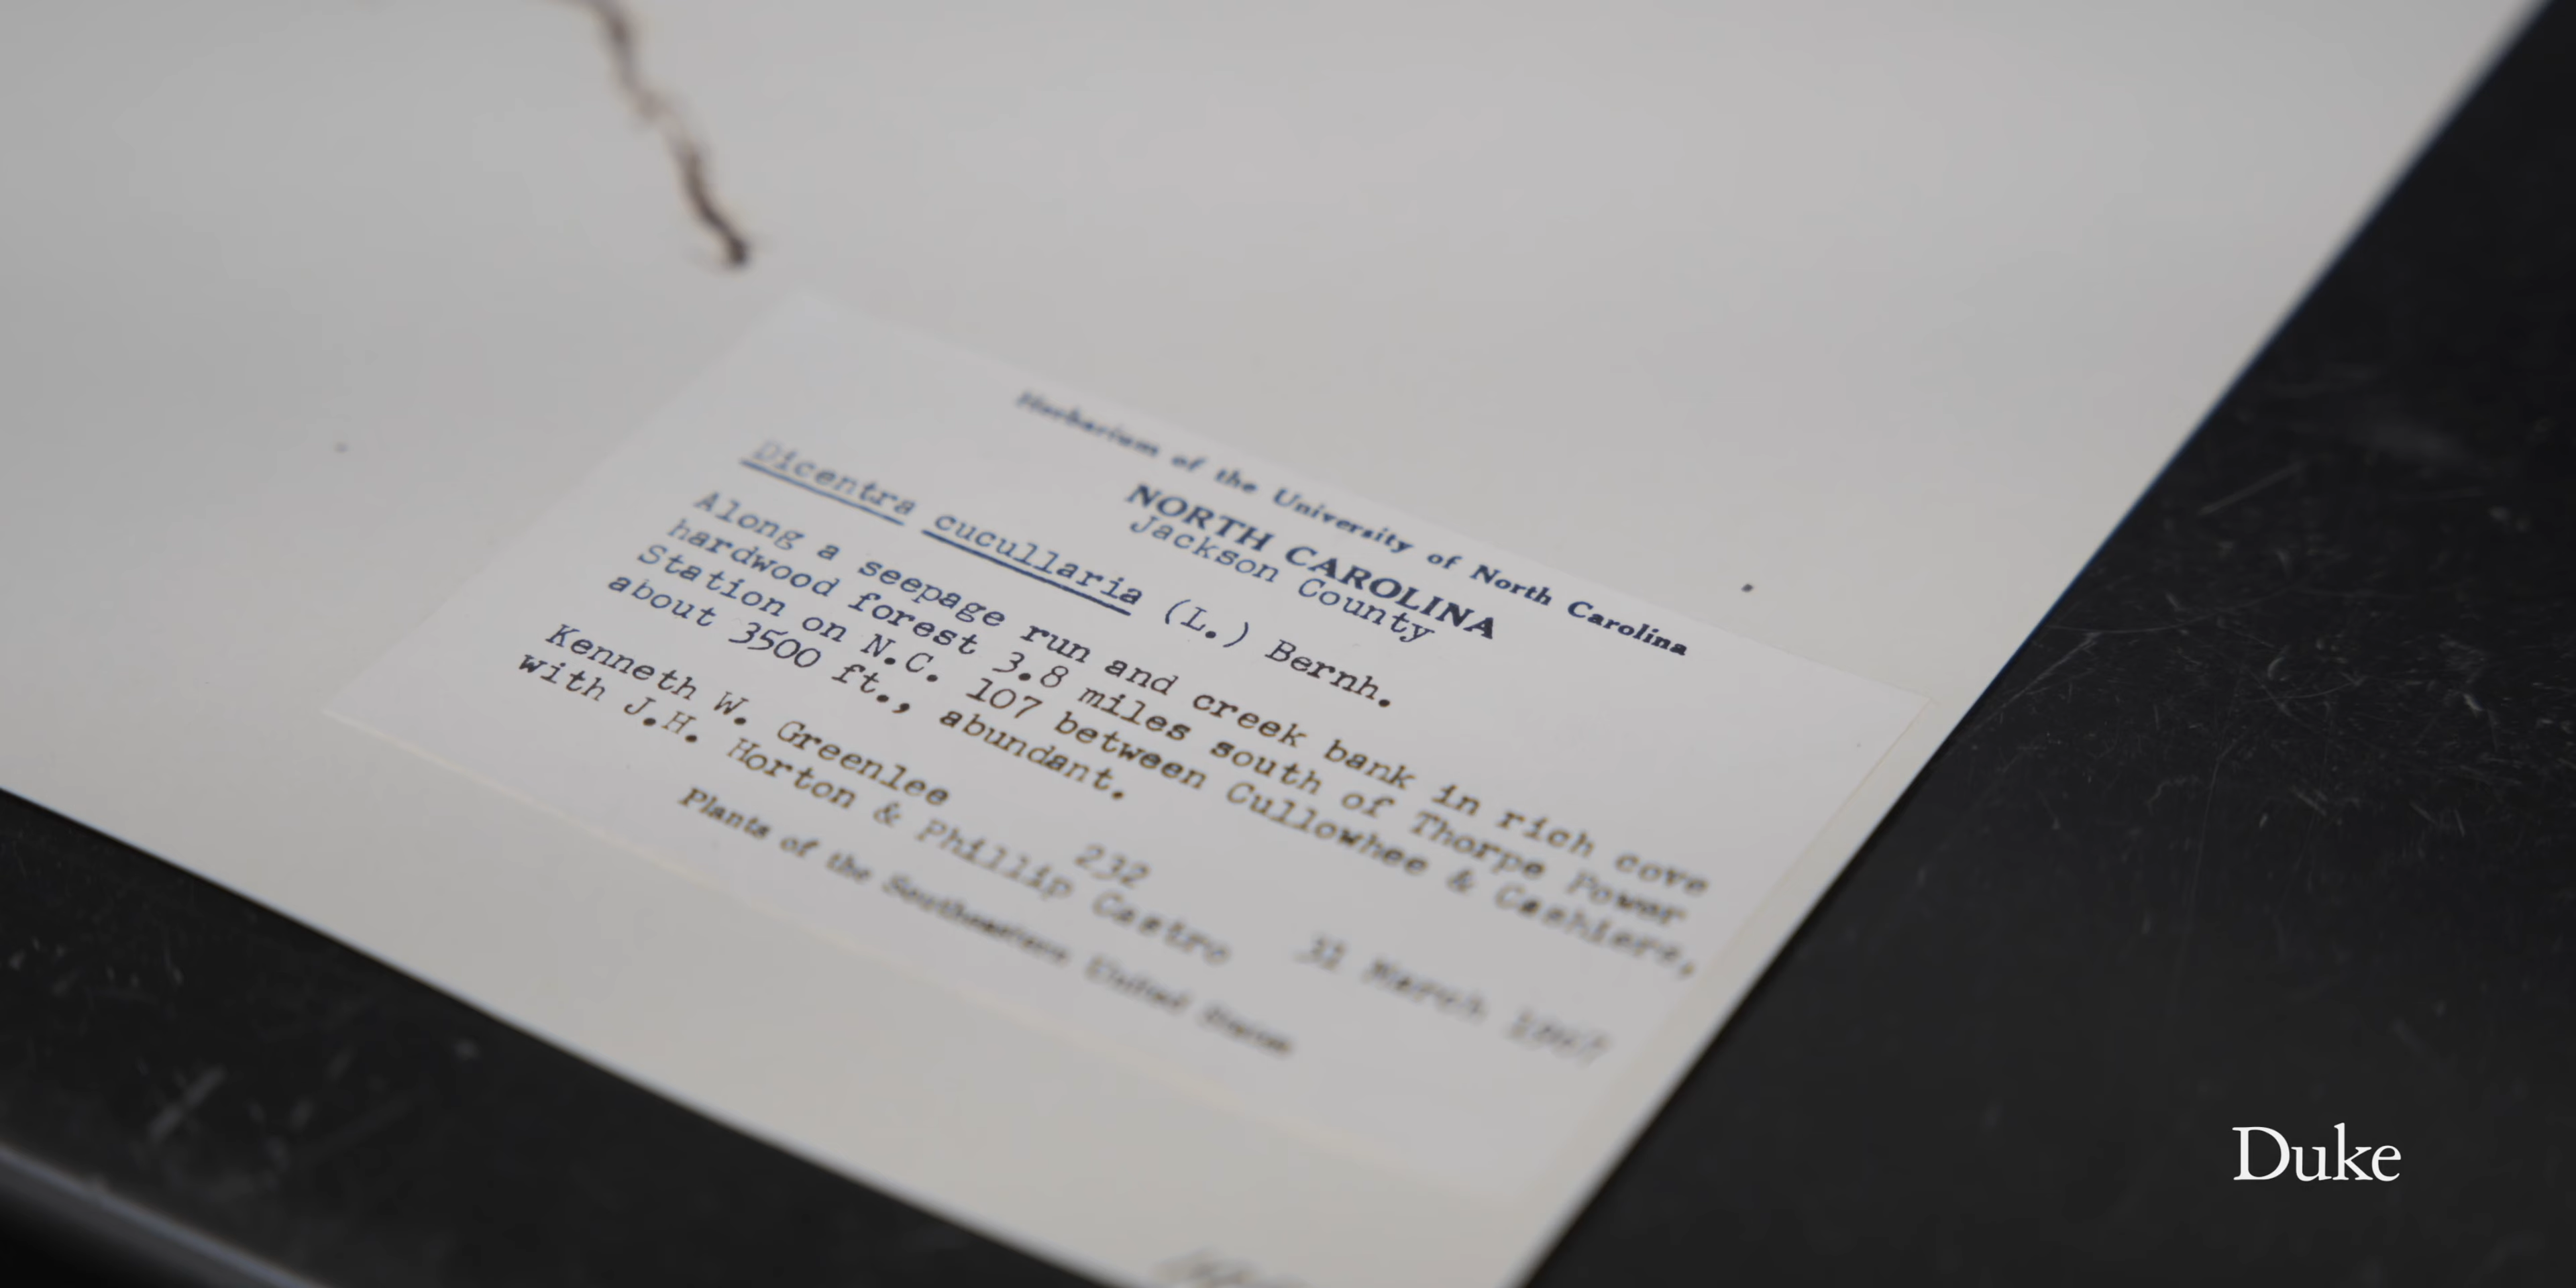 Herbarium of the University of North Carolina
NORTH CAROLINA
Jackson County
Dicentra cucullaria (L.) Bernh.
Along a seepage run and creek bank in rich cove
hardwood forest 3.8 miles south of Thorpe Power
Station on N.C. 107 between Cullowhee & Cashiers,
about 3500 ft., abundant.
Kenneth W. Greenlee 232 31 March
with J.H. Horton & Phillip Castro
Plants of the Southeastern United States
Duke